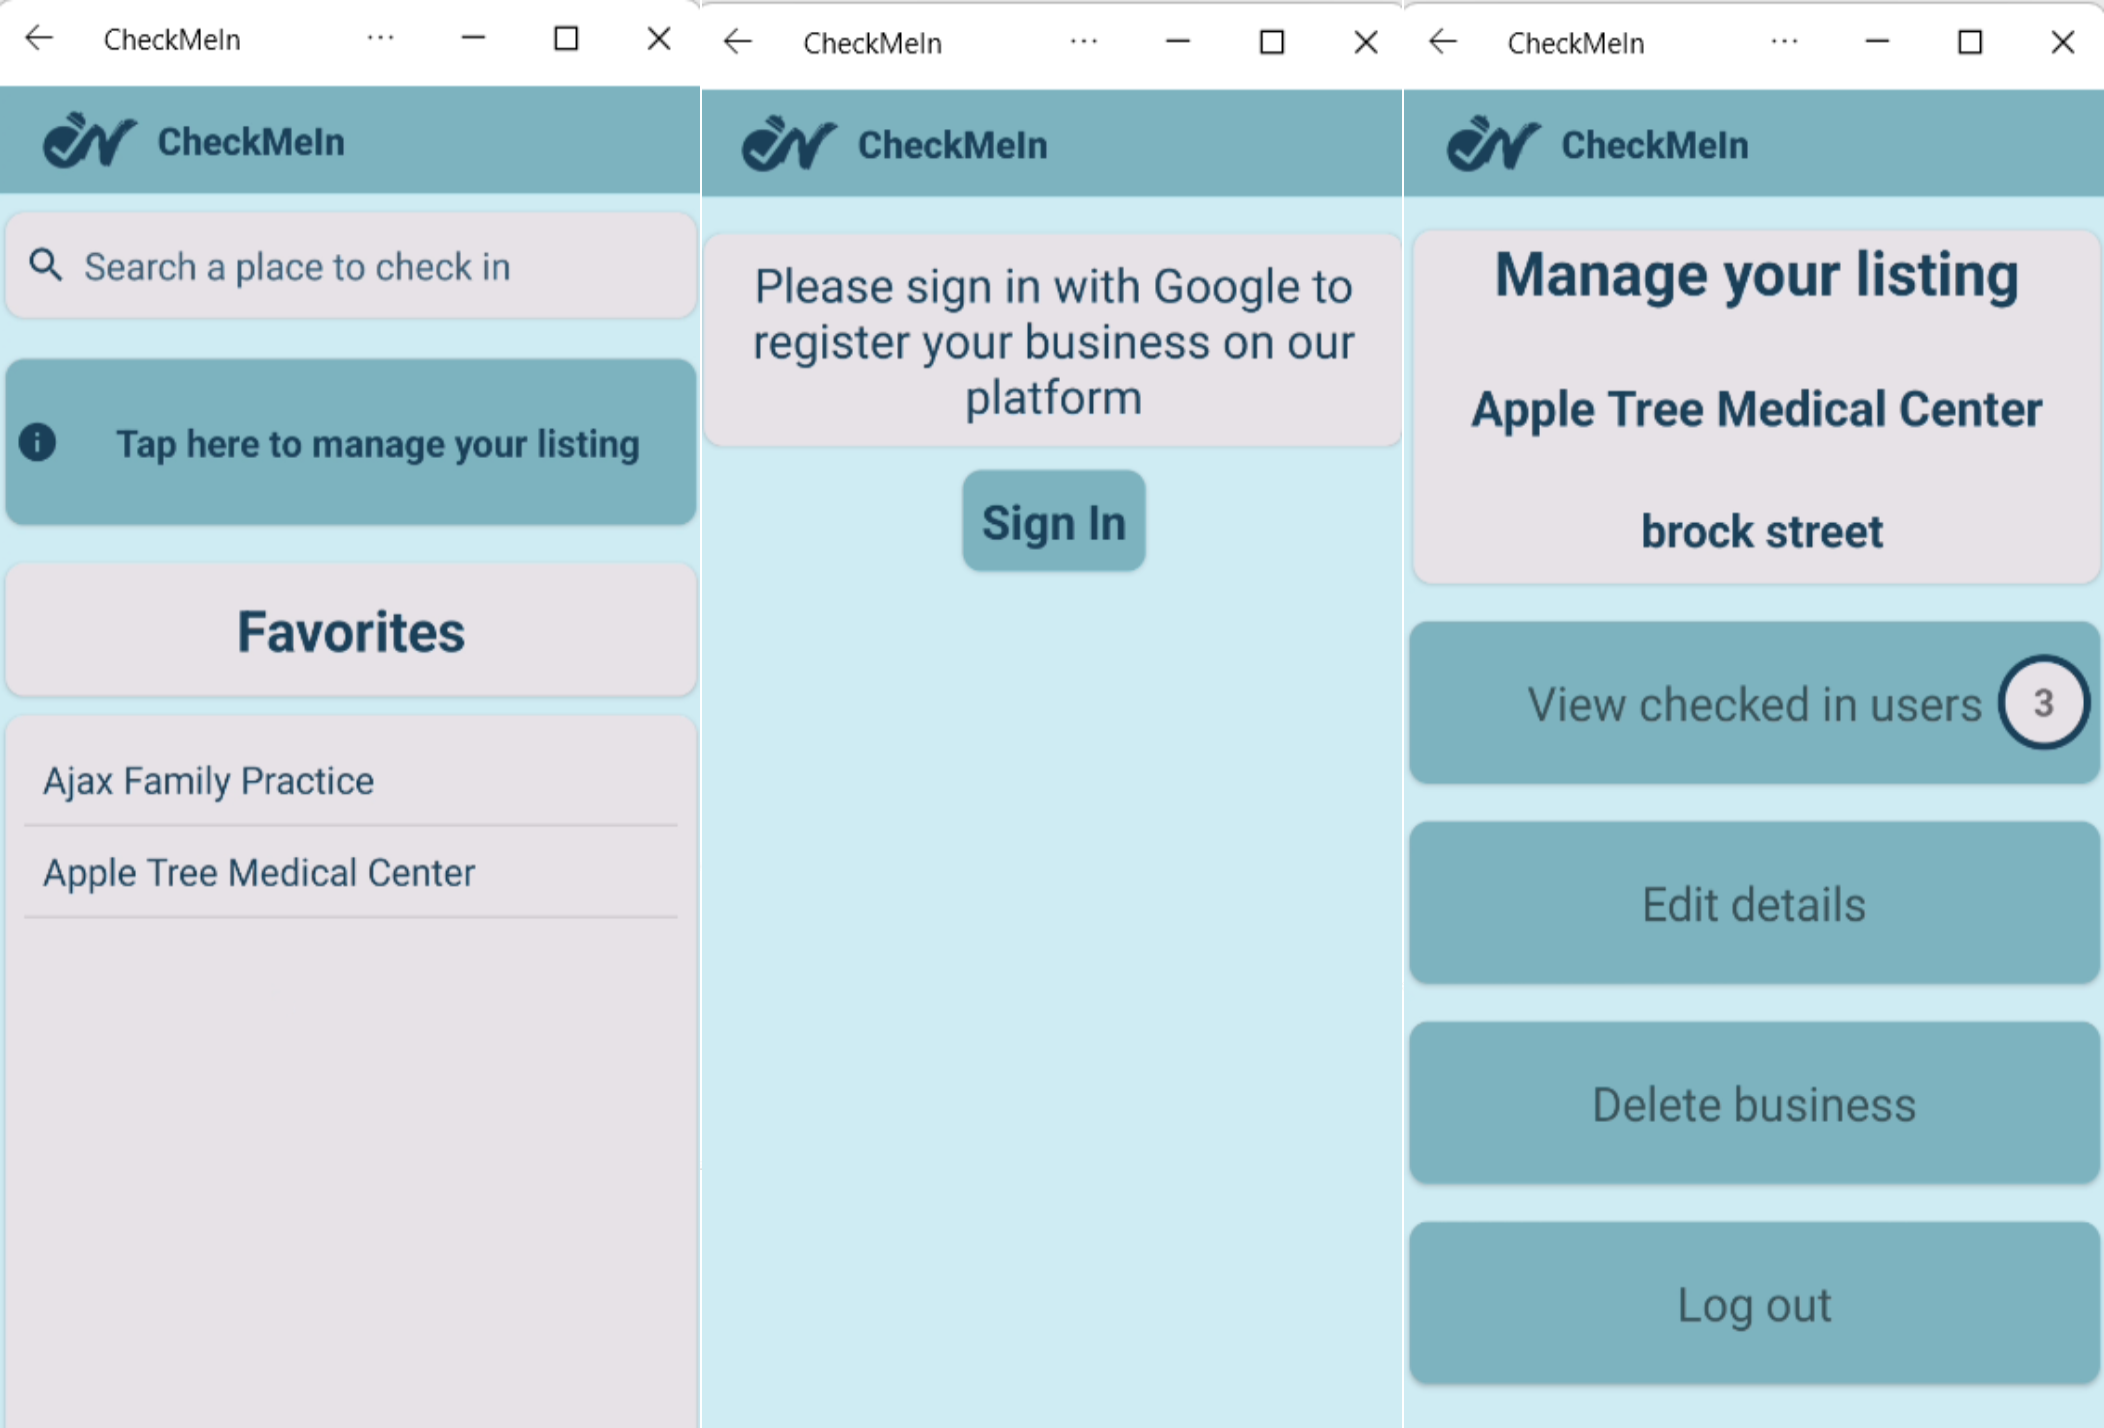 CheckMeIn
CheckMeIn
Search a place to check in
Tap here to manage your listing
Favorites
Ajax Family Practice
Apple Tree Medical Center
CheckMeIn
CheckMeIn
Please sign in with Google to
register your business on our
platform
Sign In
CheckMeIn
CheckMeIn
Manage your listing
Apple Tree Medical Center
brock street
View checked in users 3
Edit details
Delete business
Log out